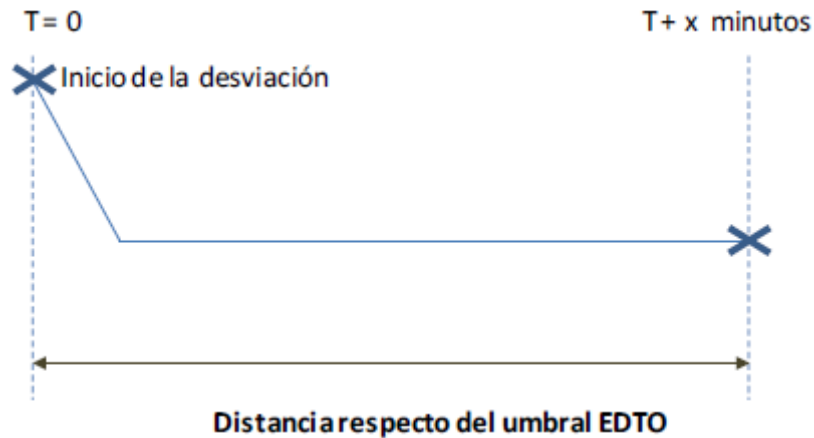 T= 0
T+ x minutos
Inicio de la desviación
Distancia respecto del umbral EDTO